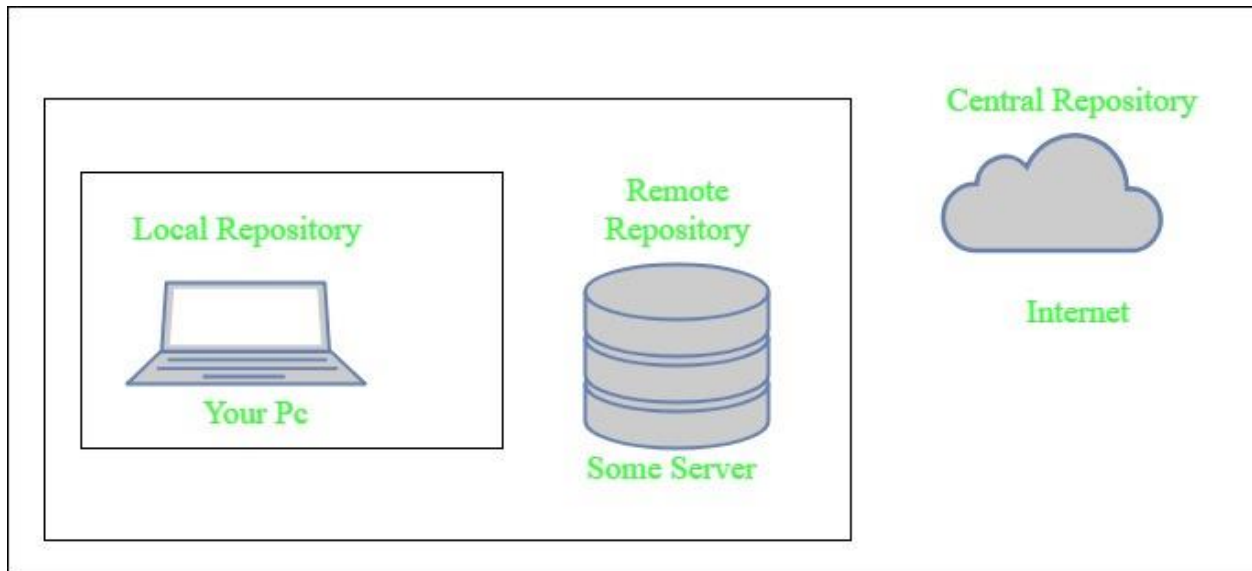 Central Repository
Remote
Repository
Local Repository
Internet
Your Pc
Some Server